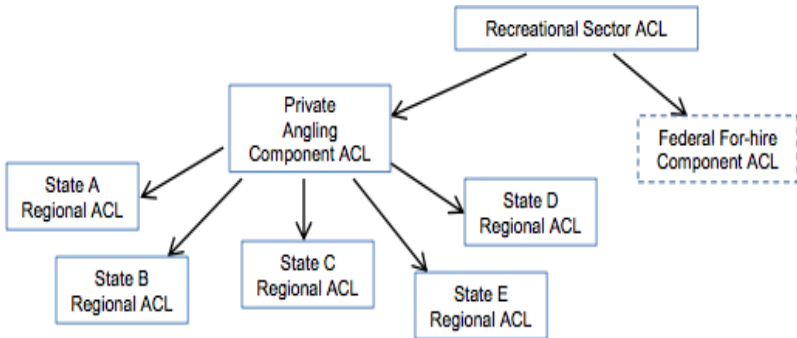 Recreational Sector ACL
Private
Angling
Component ACL
Federal For-hire
Component ACL
State A
Regional ACL
State B
Regional ACL
State C
Regional ACL
State D
Regional ACL
State E
Regional ACL